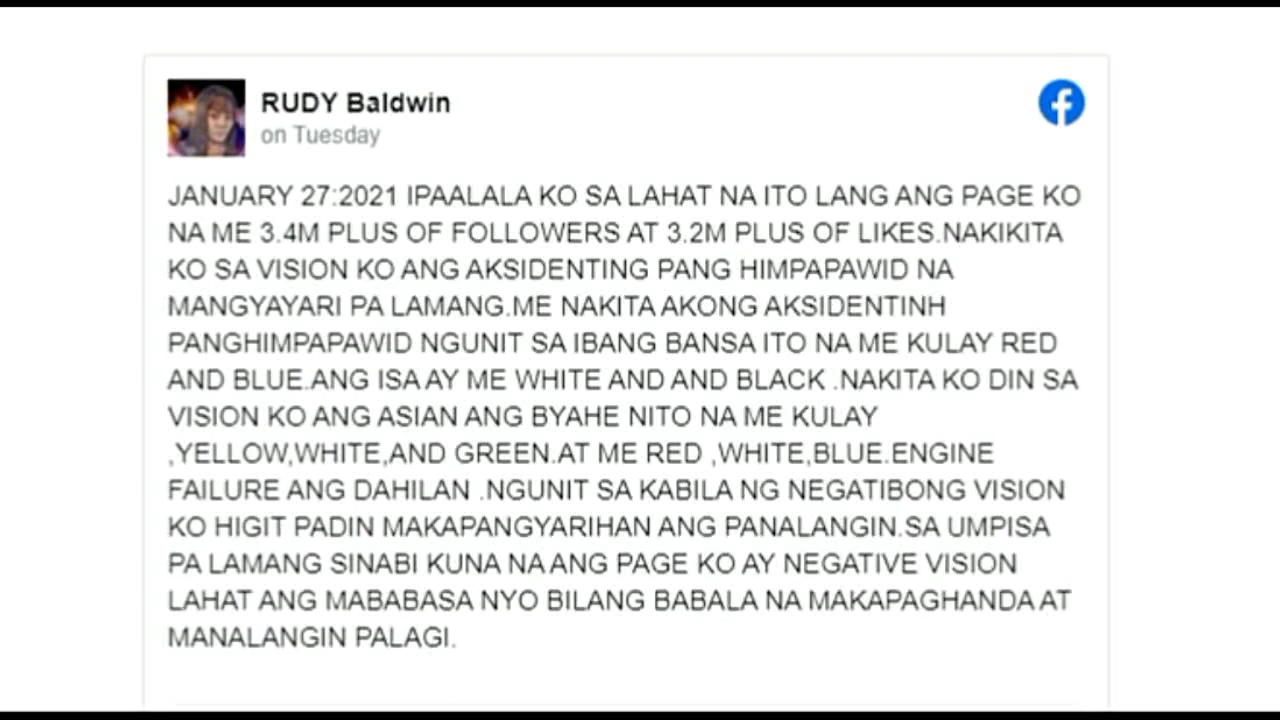 RUDY Baldwin
on Tuesday
JANUARY 27:2021 IPAALALA KO SA LAHAT NA ITO LANG ANG PAGE KO
NA ME 3.4M PLUS OF FOLLOWERS AT 3.2M PLUS OF LIKES.NAKIKITA
KO SA VISION KO ANG AKSIDENTING PANG HIMPAPAWID NA
MANGYAYARI PA LAMANG.ME NAKITA AKONG AKSIDENTINH
PANGHIMPAPAWID NGUNIT SA IBANG BANSA ITO NA ME KULAY RED
AND BLUE.ANG ISA AY ME WHITE AND AND BLACK .NAKITA KO DIN SA
VISION KO ANG ASIAN ANG BYAHE NITO NA ME KULAY
,YELLOW,WHITE,AND GREEN.AT ME RED ,WHITE,BLUE.ENGINE
FAILURE ANG DAHILAN .NGUNIT SA KABILA NG NEGATIBONG VISION
KO HIGIT PADIN MAKAPANGYARIHAN ANG PANALANGIN.SA UMPISA
PA LAMANG SINABI KUNA NA ANG PAGE KO AY NEGATIVE VISION
LAHAT ANG MABABASA NYO BILANG BABALA NA MAKAPAGHANDA AT
MANALANGIN PALAGI.